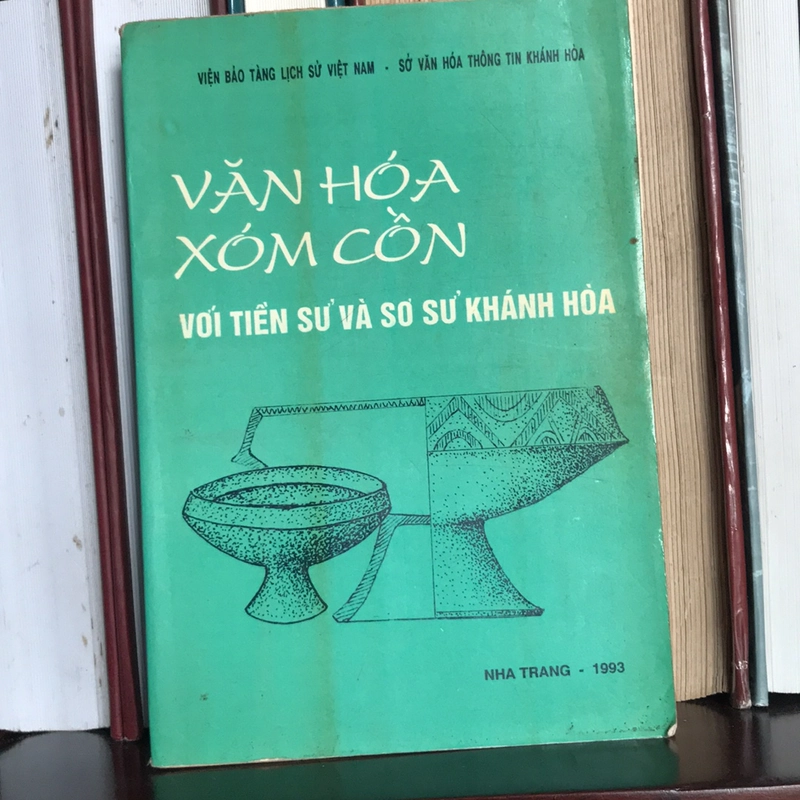 VIỆN BẢO TÀNG LỊCH SỬ VIỆT NAM - SỞ VĂN HÓA THÔNG TIN KHÁNH HÒA
VĂN HÓA
XÓM CỒN
VỚI TIỀN SỬ VÀ SƠ SỬ KHÁNH HÒA
NHA TRANG - 1993